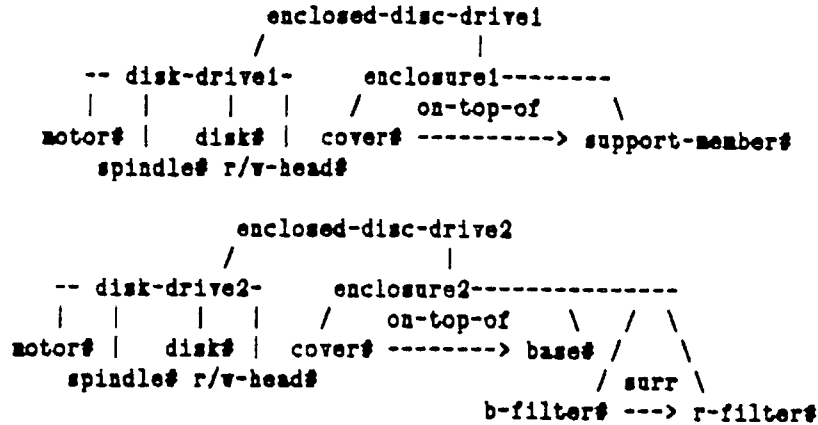 enclosed-disc-drive1
-- disk-drive1- enclosure1--------
on-top-of
motor# disk# cover# ----------> support-member#
spindle# r/w-head#
enclosed-disc-drive2
-- disk-drive2- enclosure2---------------
on-top-of
motor# disk# cover# --------> base#
spindle# r/w-head# surr
b-filter# ---> r-filter#